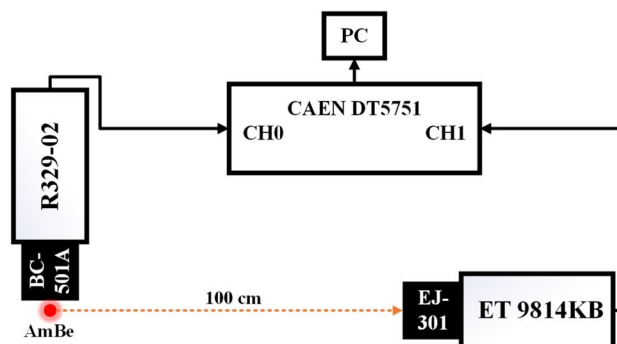 PC
CAEN DT5751
CH0
CH1
R329-02
BC-
501A
AmBe
100 cm
EJ-
301
ET 9814KB